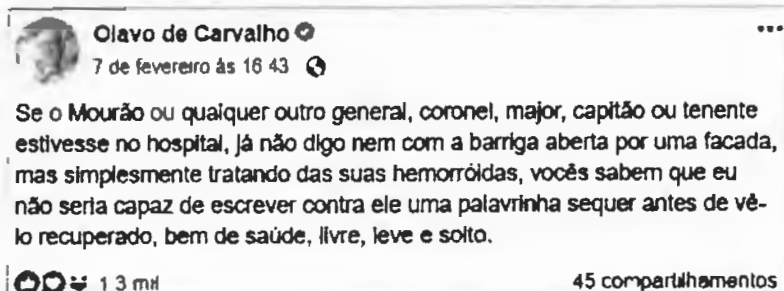 Olavo de Carvalho
7 de fevereiro às 16 43
Se o Mourão ou qualquer outro general, coronel, major, capitão ou tenente
estivesse no hospital, já não digo nem com a barriga aberta por uma facada,
mas simplesmente tratando das suas hemorróidas, vocês sabem que eu
não seria capaz de escrever contra ele uma palavrinha sequer antes de vê-
lo recuperado, bem de saúde, livre, leve e solto.
1 3 mil 45 compartilhamentos